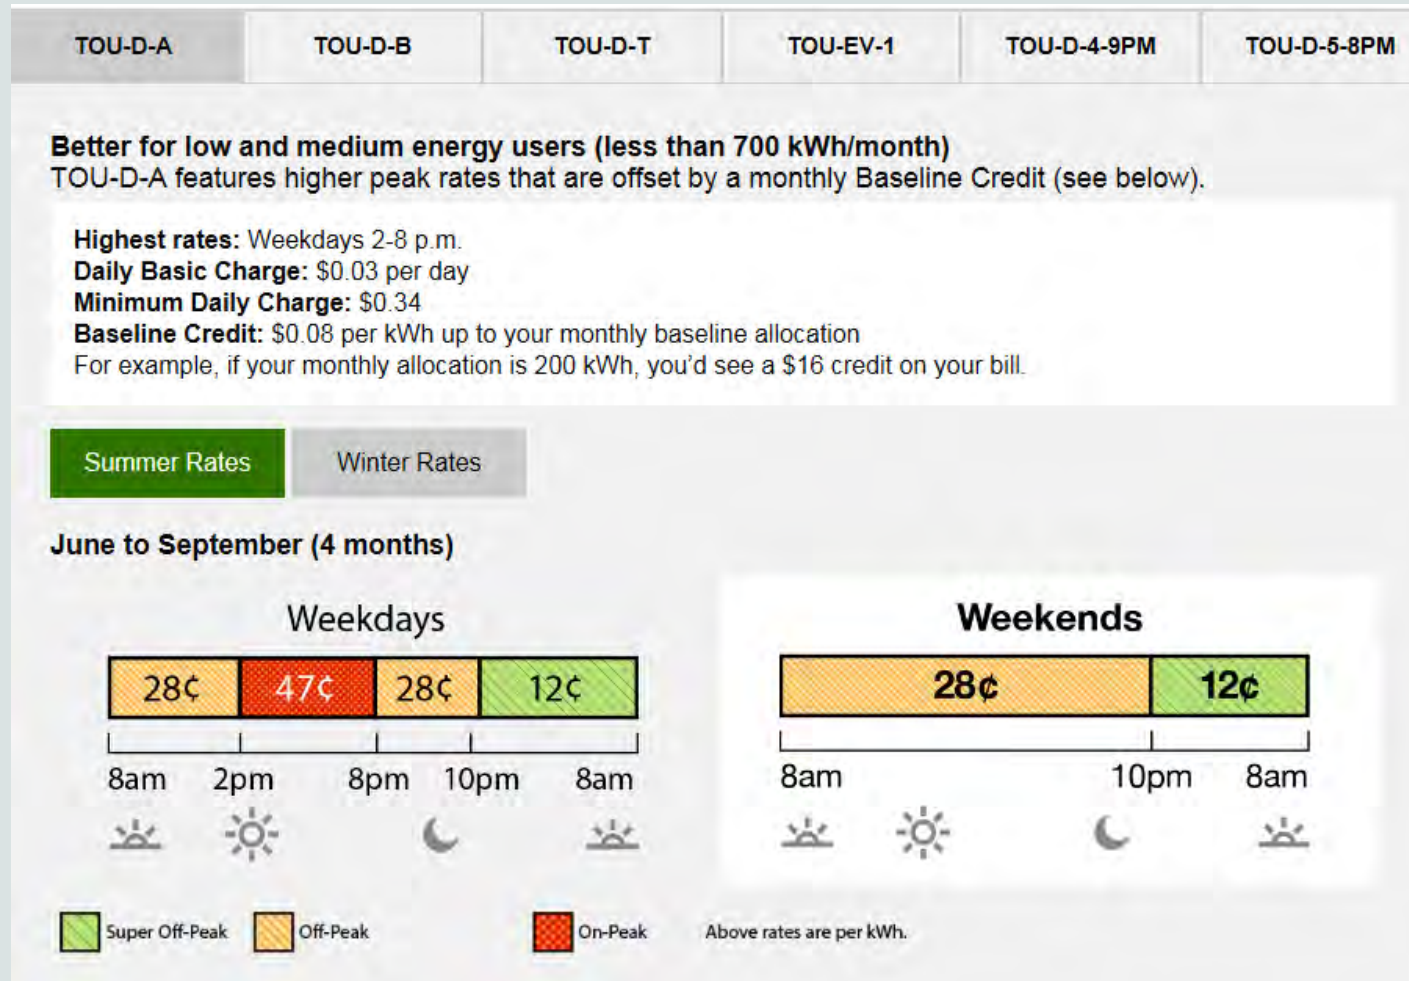 TOU-D-A TOU-D-B TOU-D-T TOU-EV-1 TOU-D-4-9PM TOU-D-5-8PM
Better for low and medium energy users (less than 700 kWh/month)
TOU-D-A features higher peak rates that are offset by a monthly Baseline Credit (see below).
Highest rates: Weekdays 2-8 p.m.
Daily Basic Charge: $0.03 per day
Minimum Daily Charge: $0.34
Baseline Credit: $0.08 per kWh up to your monthly baseline allocation
For example, if your monthly allocation is 200 kWh, you'd see a $16 credit on your bill.
Summer Rates Winter Rates
June to September (4 months)
Weekdays
28¢ 47¢ 28¢ 12¢
8am 2pm 8pm 10pm 8am
Weekends
28¢ 12¢
8am 10pm 8am
Super Off-Peak Off-Peak On-Peak Above rates are per kWh.